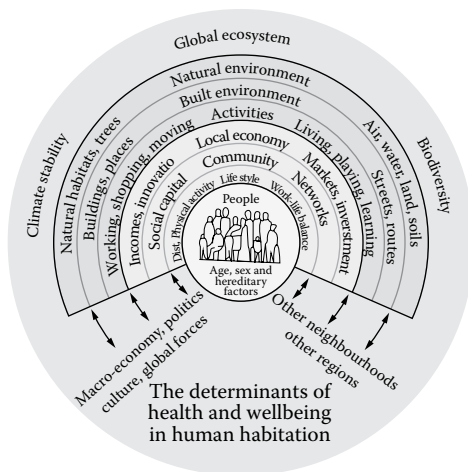 Global ecosystem
Climate stability
Biodiversity
Natural environment
Natural habitats, trees
Air, water, land, soils
Built environment
Buildings, places
Streets, routes
Activities
Working, shopping, moving
Living, playing, learning
Local economy
Incomes, innovatio
Markets, inverstment
Community
Social capital
Networks
Life style
Dist, Physical activity
Work-life balance
People
Age, sex and
hereditary
factors
Macro-economy, politics
culture, global forces
Other neighbourhoods
other regions
The determinants of
health and wellbeing
in human habitation